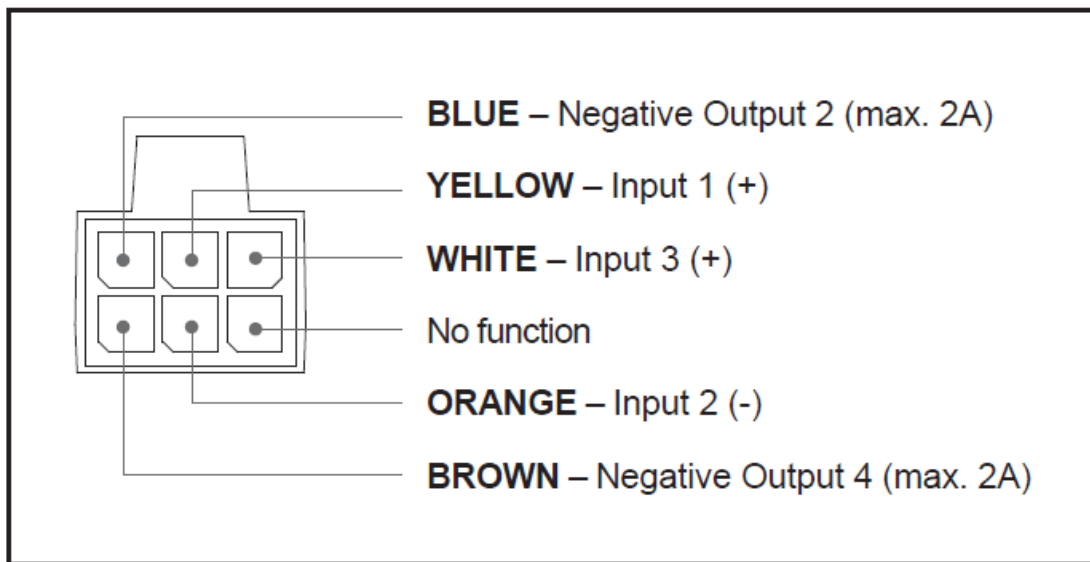 BLUE – Negative Output 2 (max. 2A)
YELLOW – Input 1 (+)
WHITE – Input 3 (+)
No function
ORANGE – Input 2 (-)
BROWN – Negative Output 4 (max. 2A)